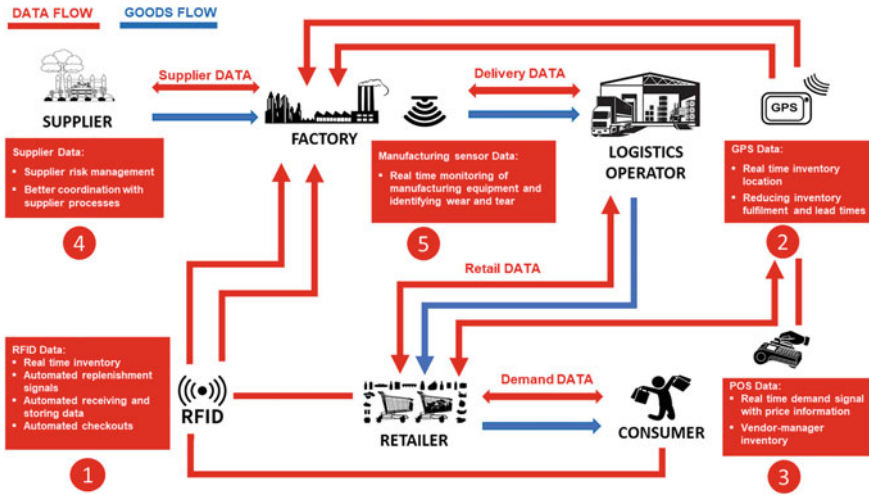 DATA FLOW
GOODS FLOW
Supplier DATA
Delivery DATA
GPS
SUPPLIER
FACTORY
LOGISTICS
OPERATOR
Supplier Data:
▪ Supplier risk management
▪ Better coordination with
supplier processes
4
Manufacturing sensor Data:
▪ Real time monitoring of
manufacturing equipment and
identifying wear and tear
5
GPS Data:
▪ Real time inventory
location
▪ Reducing inventory
fulfilment and lead times
2
Retail DATA
RFID Data:
▪ Real time inventory
▪ Automated replenishment
signals
▪ Automated receiving and
storing data
▪ Automated checkouts
1
RFID
RETAILER
Demand DATA
CONSUMER
POS Data:
▪ Real time demand signal
with price information
▪ Vendor-manager
inventory
3